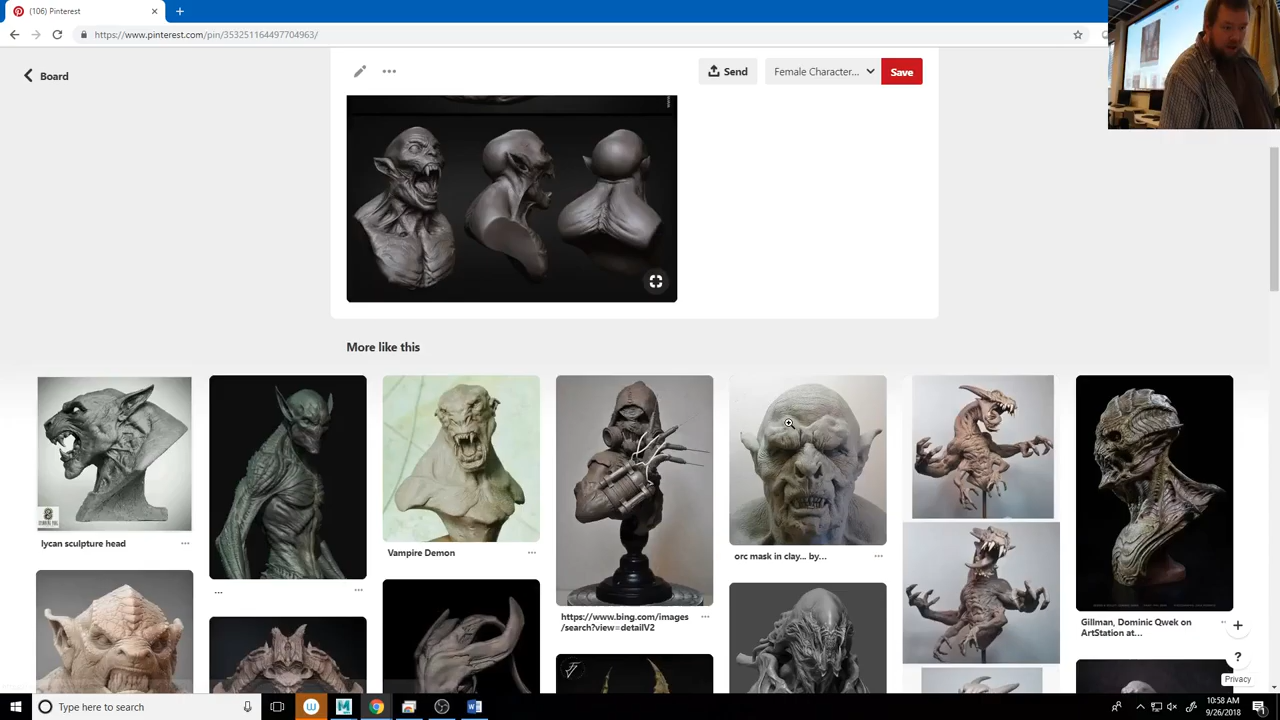 (106) Pinterest
https://www.pinterest.com/pin/353251164497704963/
Board
Send
Female Character...
Save
More like this
lycan sculpture head
...
Vampire Demon
https://www.bing.com/images
/search?view=detailV2
orc mask in clay... by...
Gillman, Dominic Qwek on
ArtStation at...
?
Privacy
Type here to search
10:58 AM
9/26/2018